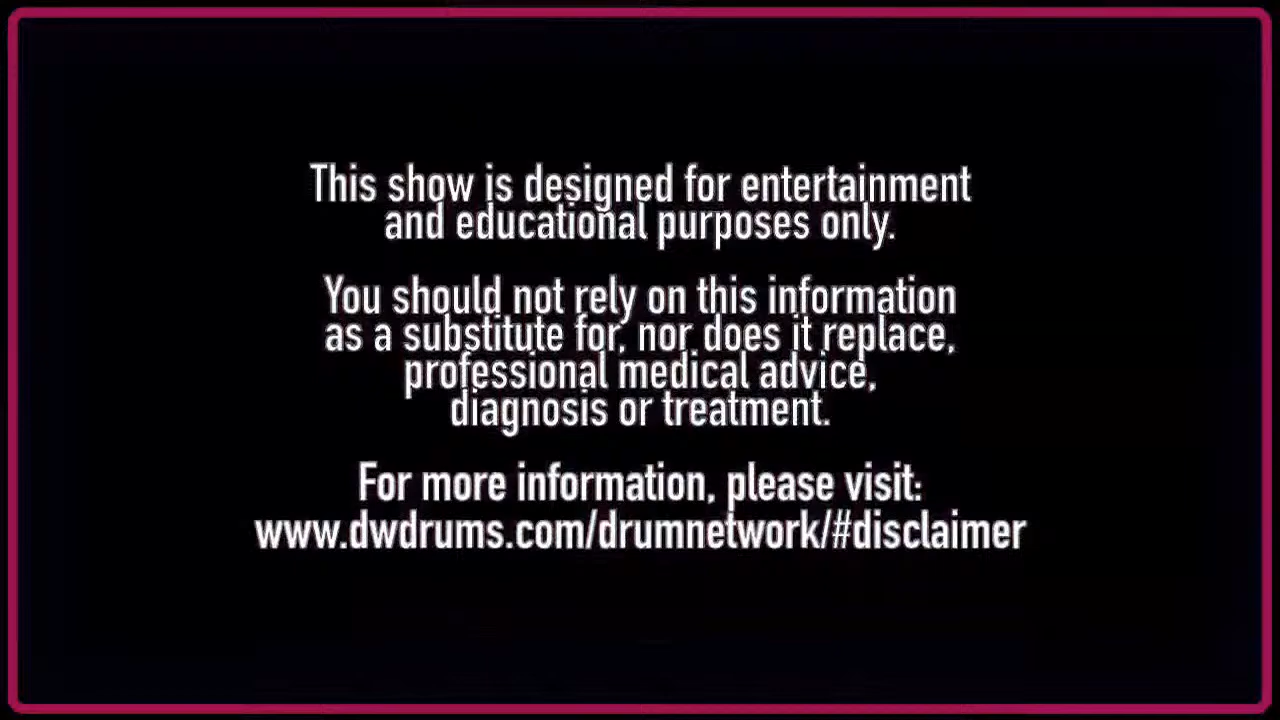 This show is designed for entertainment
and educational purposes only.
You should not rely on this information
as a substitute for, nor does it replace,
professional medical advice,
diagnosis or treatment.
For more information, please visit:
www.dwdrums.com/drumnetwork/#disclaimer